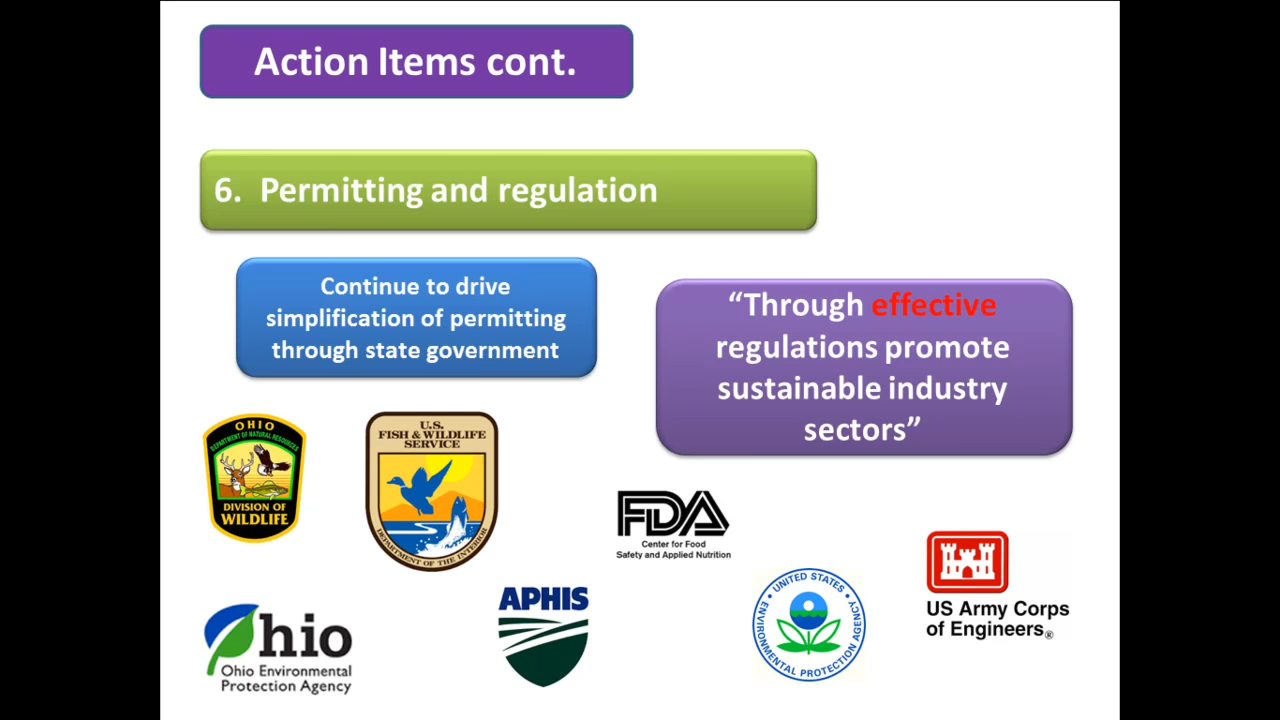 Action Items cont.
6. Permitting and regulation
Continue to drive
simplification of permitting
through state government
“Through effective
regulations promote
sustainable industry
sectors”
OHIO
DEPARTMENT OF NATURAL RESOURCES
DIVISION OF
WILDLIFE
U.S.
FISH & WILDLIFE
SERVICE
DEPARTMENT OF THE INTERIOR
FDA
Center for Food
Safety and Applied Nutrition
Ohio
Ohio Environmental
Protection Agency
APHIS
UNITED STATES
ENVIRONMENTAL PROTECTION AGENCY
US Army Corps
of Engineers®